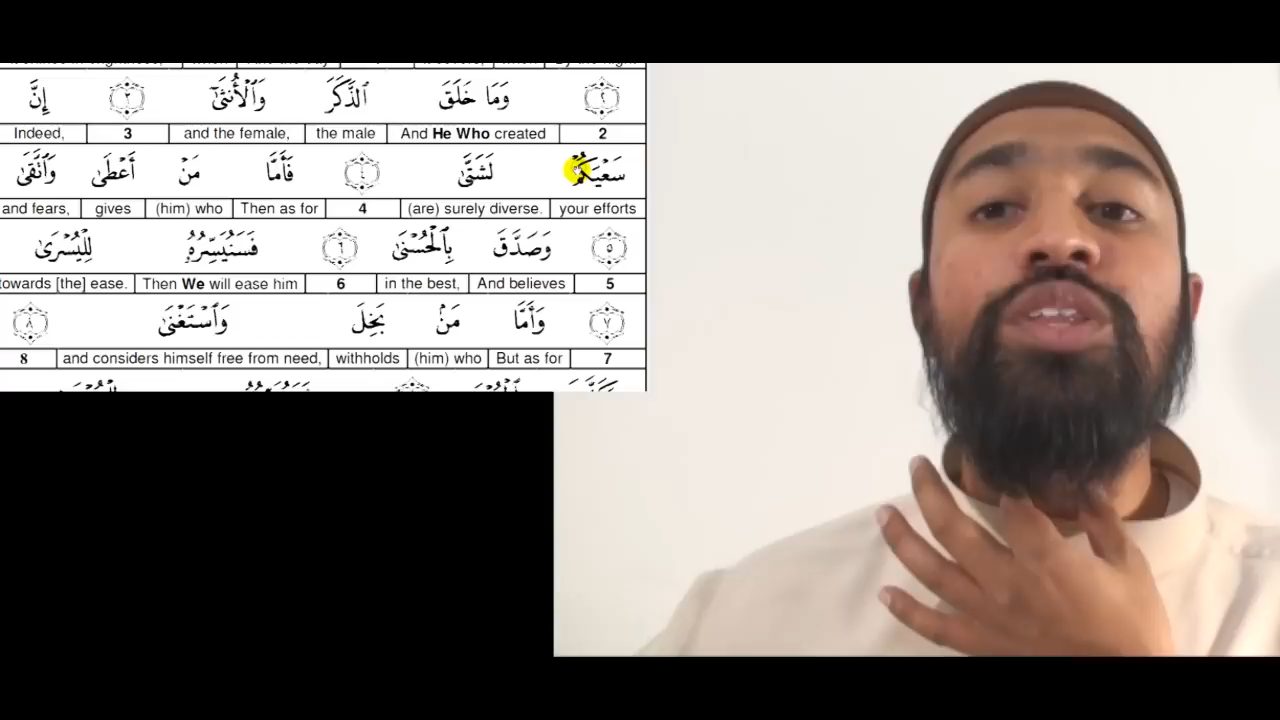 ٢ وَمَا خَلَقَ ٱلذَّكَرَ وَٱلْأُنثَىٰٓ ٣ إِنَّ
2 And He Who created the male and the female, 3 Indeed,
سَعْيَكُمْ لَشَتَّىٰ ٤ فَأَمَّا مَنْ أَعْطَىٰ وَٱتَّقَىٰ
your efforts (are) surely diverse. 4 Then as for (him) who gives and fears,
٥ وَصَدَّقَ بِٱلْحُسْنَىٰ ٦ فَسَنُيَسِّرُهُۥ لِلْيُسْرَىٰ
5 And believes in the best, 6 Then We will ease him towards [the] ease.
٧ وَأَمَّا مَنۢ بَخِلَ وَٱسْتَغْنَىٰ ٨
7 But as for (him) who withholds and considers himself free from need, 8